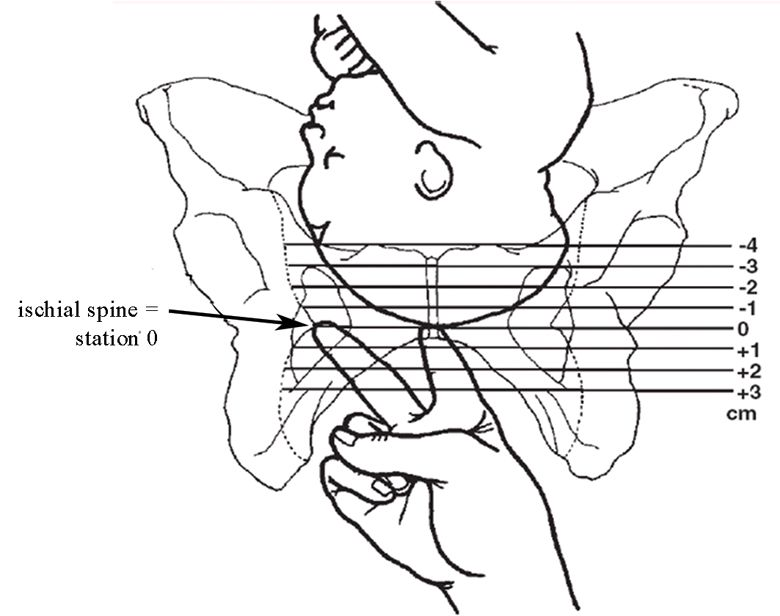 -4
-3
-2
-1
0
+1
+2
+3
cm
ischial spine =
station 0